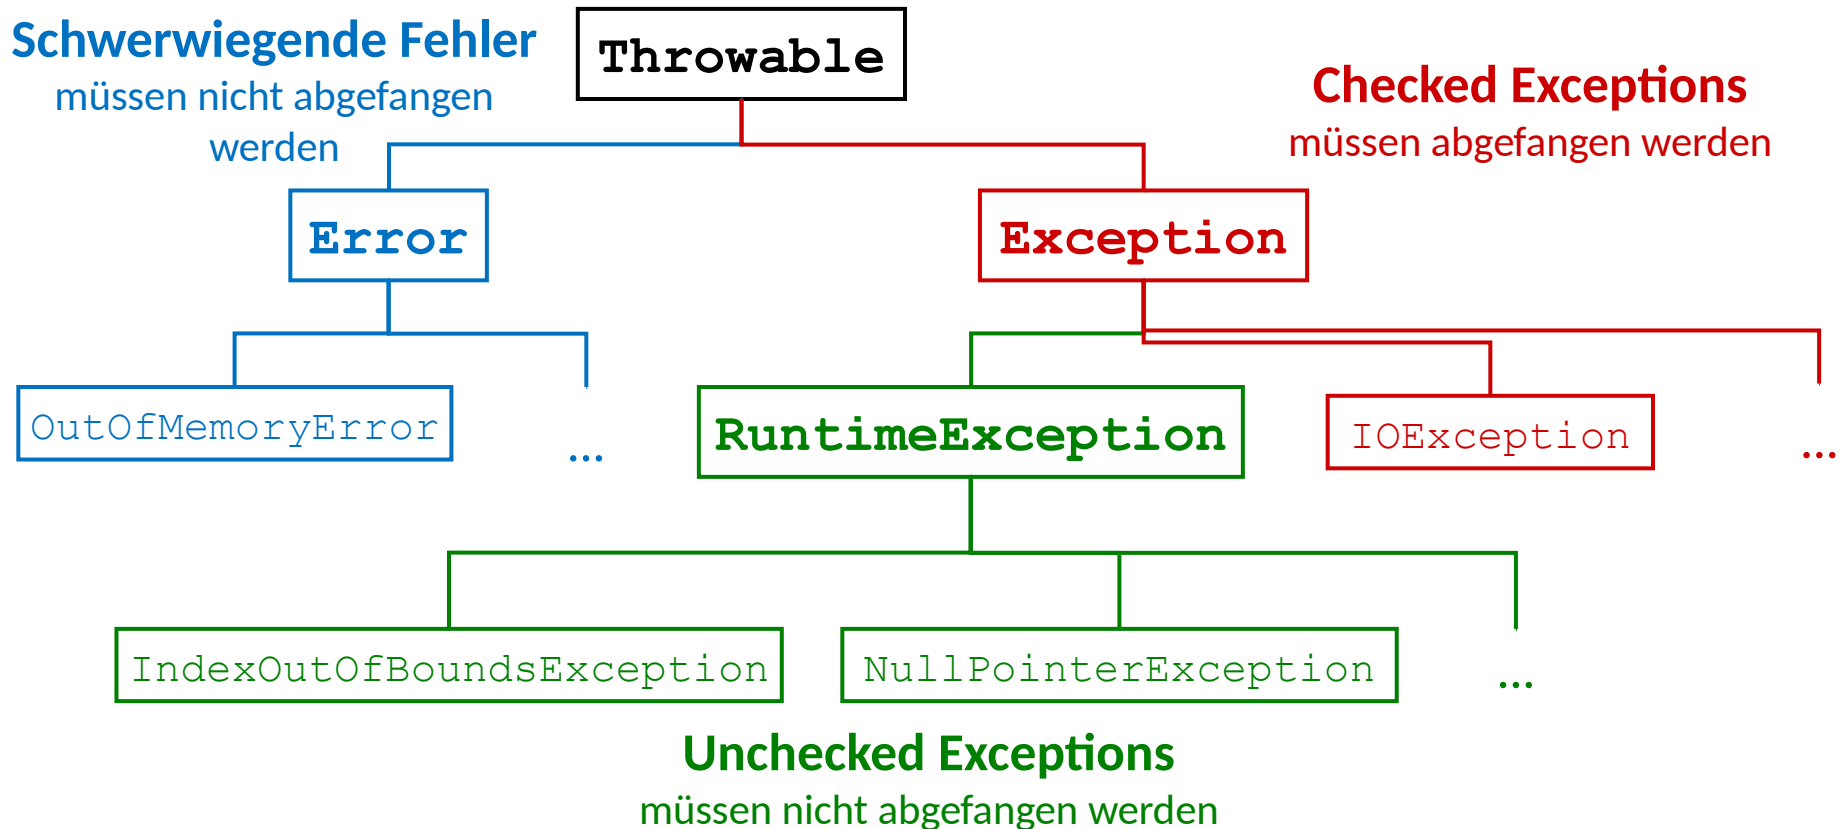 Schwerwiegende Fehler
müssen nicht abgefangen
werden
Throwable
Checked Exceptions
müssen abgefangen werden
Error
Exception
OutOfMemoryError
...
RuntimeException
IOException
...
IndexOutOfBoundsException
NullPointerException
...
Unchecked Exceptions
müssen nicht abgefangen werden